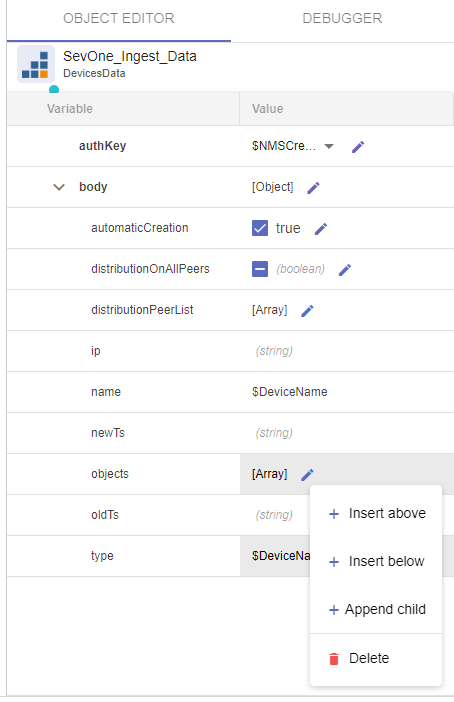 OBJECT EDITOR DEBUGGER
SevOne_Ingest_Data
DevicesData
Variable Value
authKey $NMSCre...
body [Object]
automaticCreation true
distributionOnAllPeers (boolean)
distributionPeerList [Array]
ip (string)
name $DeviceName
newTs (string)
objects [Array]
+ Insert above
oldTs (string)
type $DeviceNa
+ Insert below
+ Append child
Delete